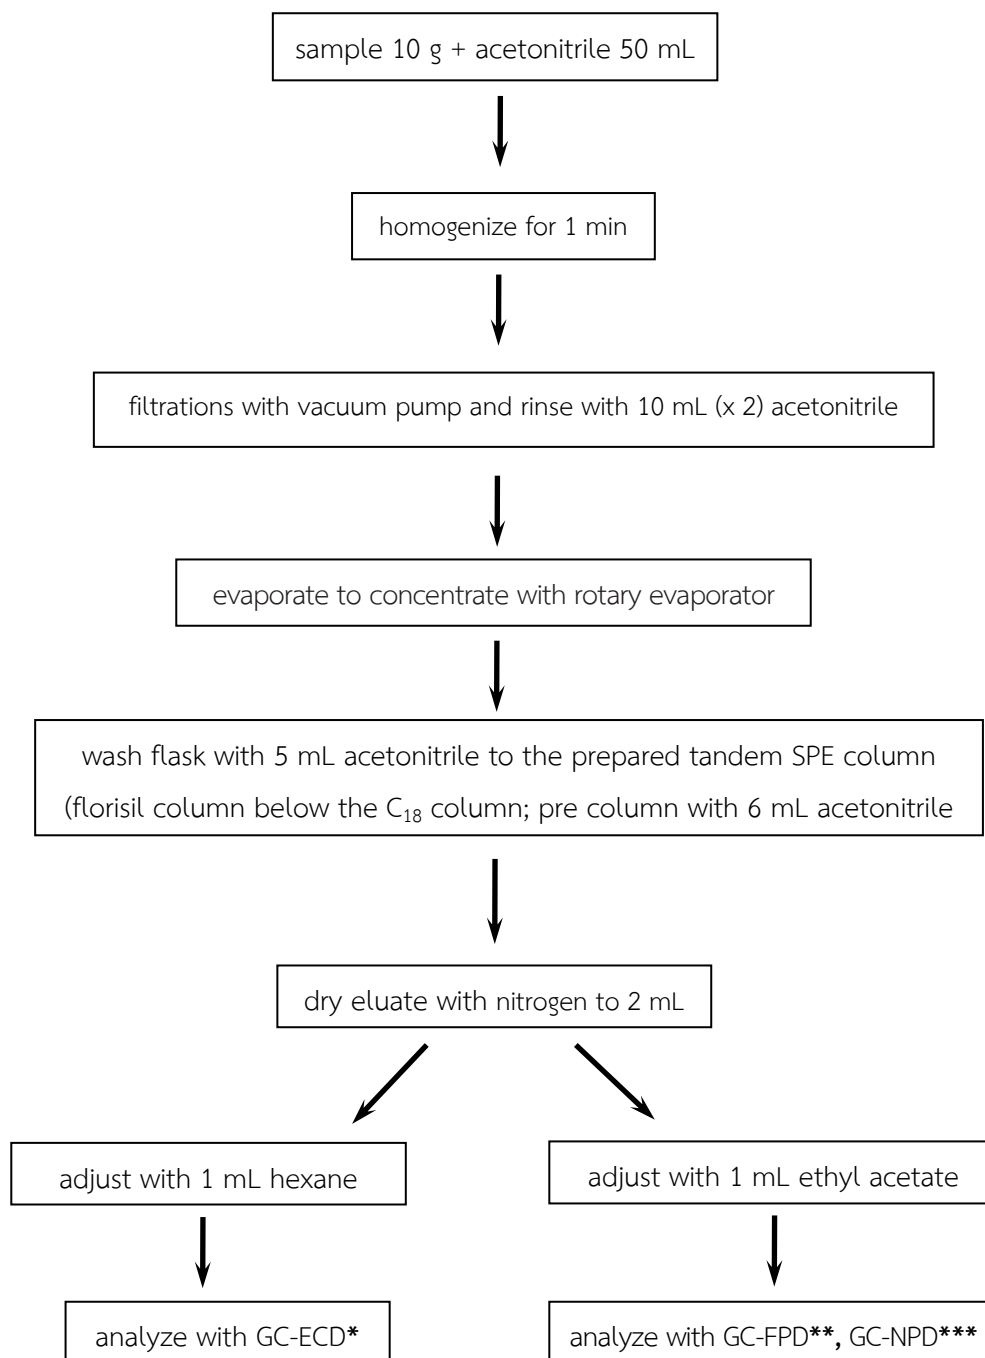 sample 10 g + acetonitrile 50 mL
homogenize for 1 min
filtrations with vacuum pump and rinse with 10 mL (x 2) acetonitrile
evaporate to concentrate with rotary evaporator
wash flask with 5 mL acetonitrile to the prepared tandem SPE column
(florisil column below the C₁₈ column; pre column with 6 mL acetonitrile
dry eluate with nitrogen to 2 mL
adjust with 1 mL hexane
adjust with 1 mL ethyl acetate
analyze with GC-ECD*
analyze with GC-FPD**, GC-NPD***